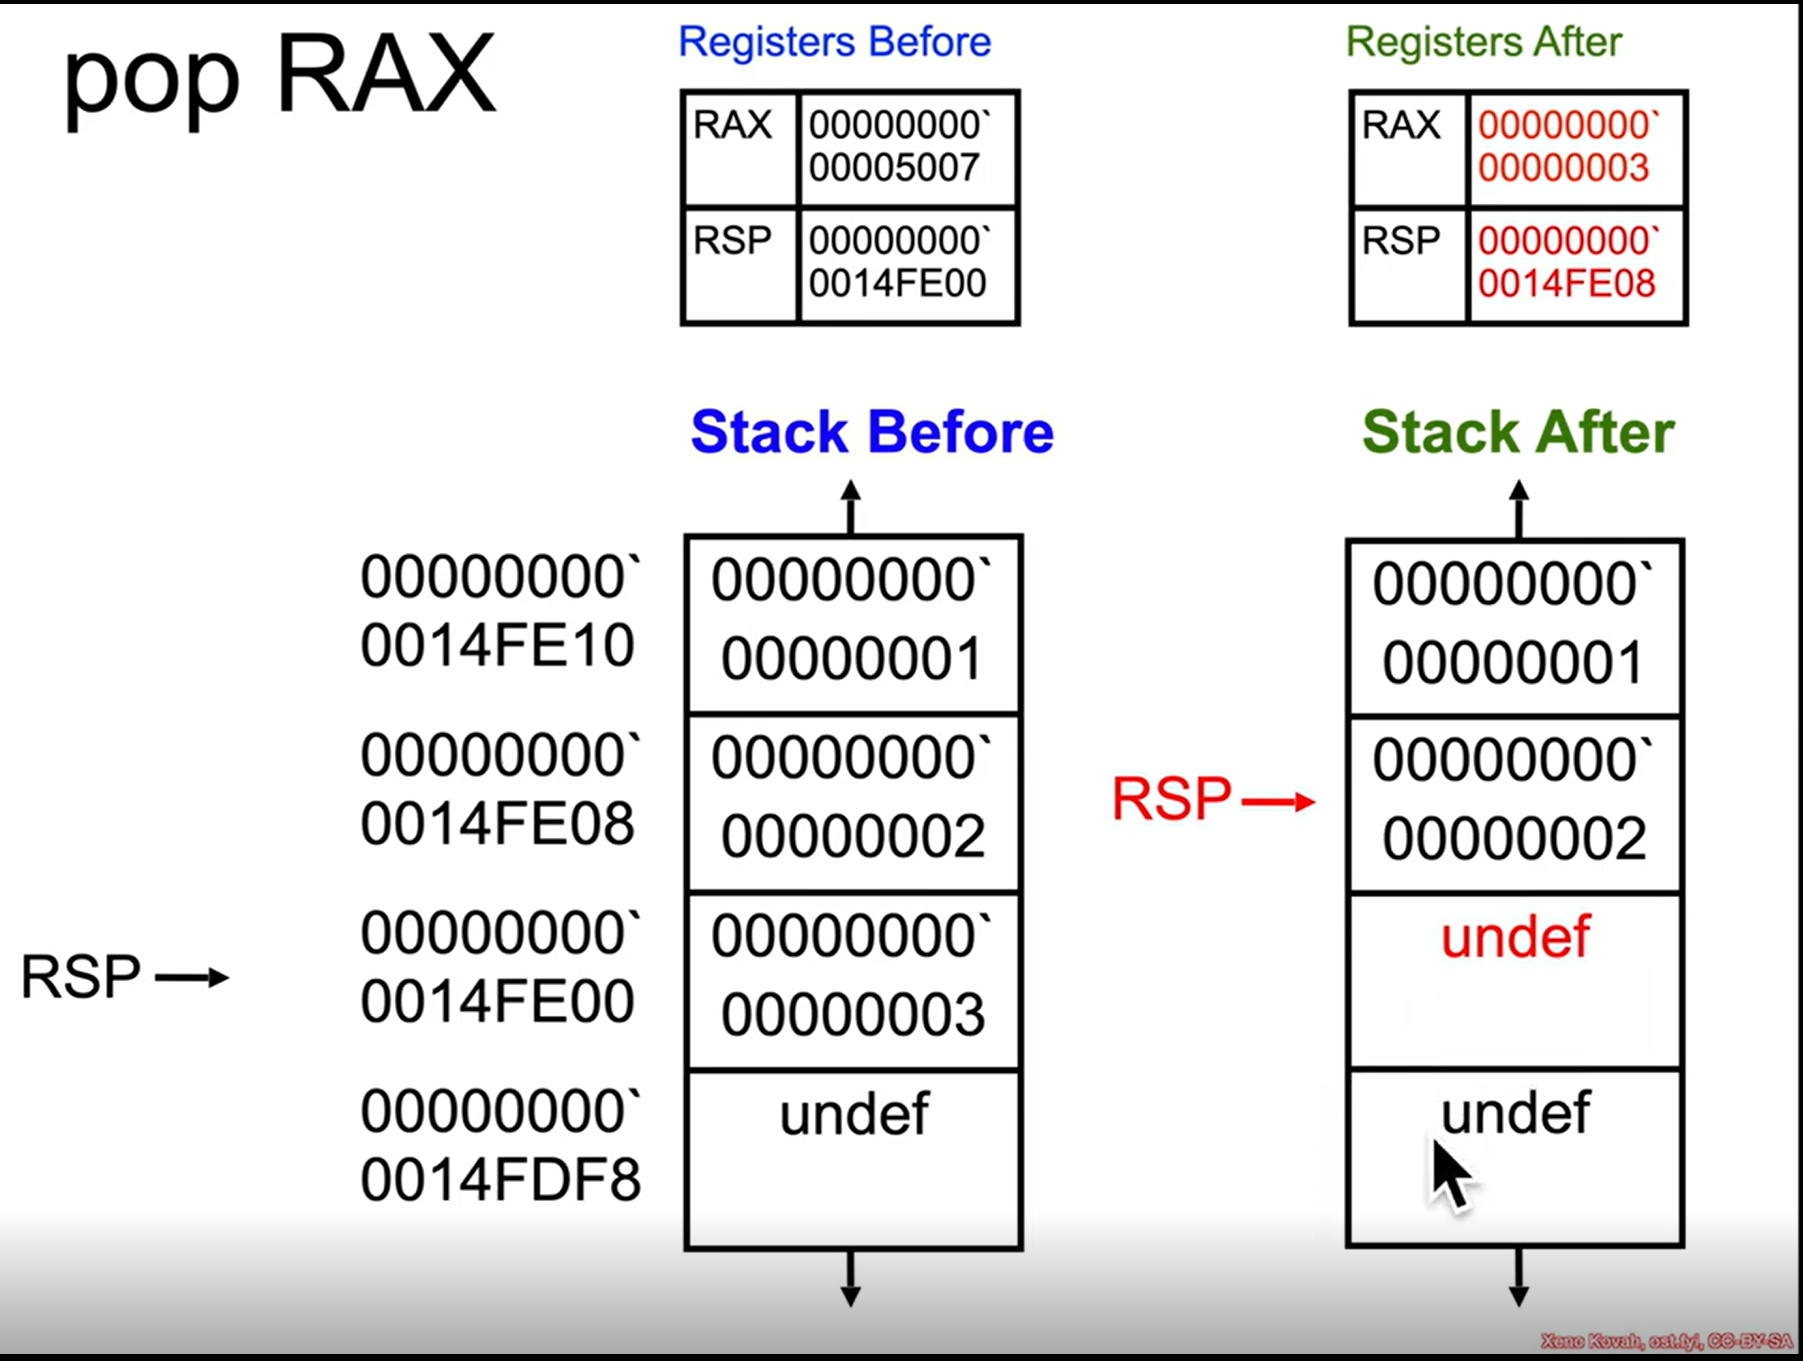 pop RAX
Registers Before
RAX 00000000`
00005007
RSP 00000000`
0014FE00
Registers After
RAX 00000000`
00000003
RSP 00000000`
0014FE08
Stack Before
Stack After
00000000`
0014FE10
00000000`
00000001
00000000`
00000001
00000000`
0014FE08
00000000`
00000002
RSP
00000000`
00000002
RSP
00000000`
0014FE00
00000000`
00000003
undef
00000000`
0014FDF8
undef
undef
Xeno Kovah, ost.fyi, CC-BY-SA